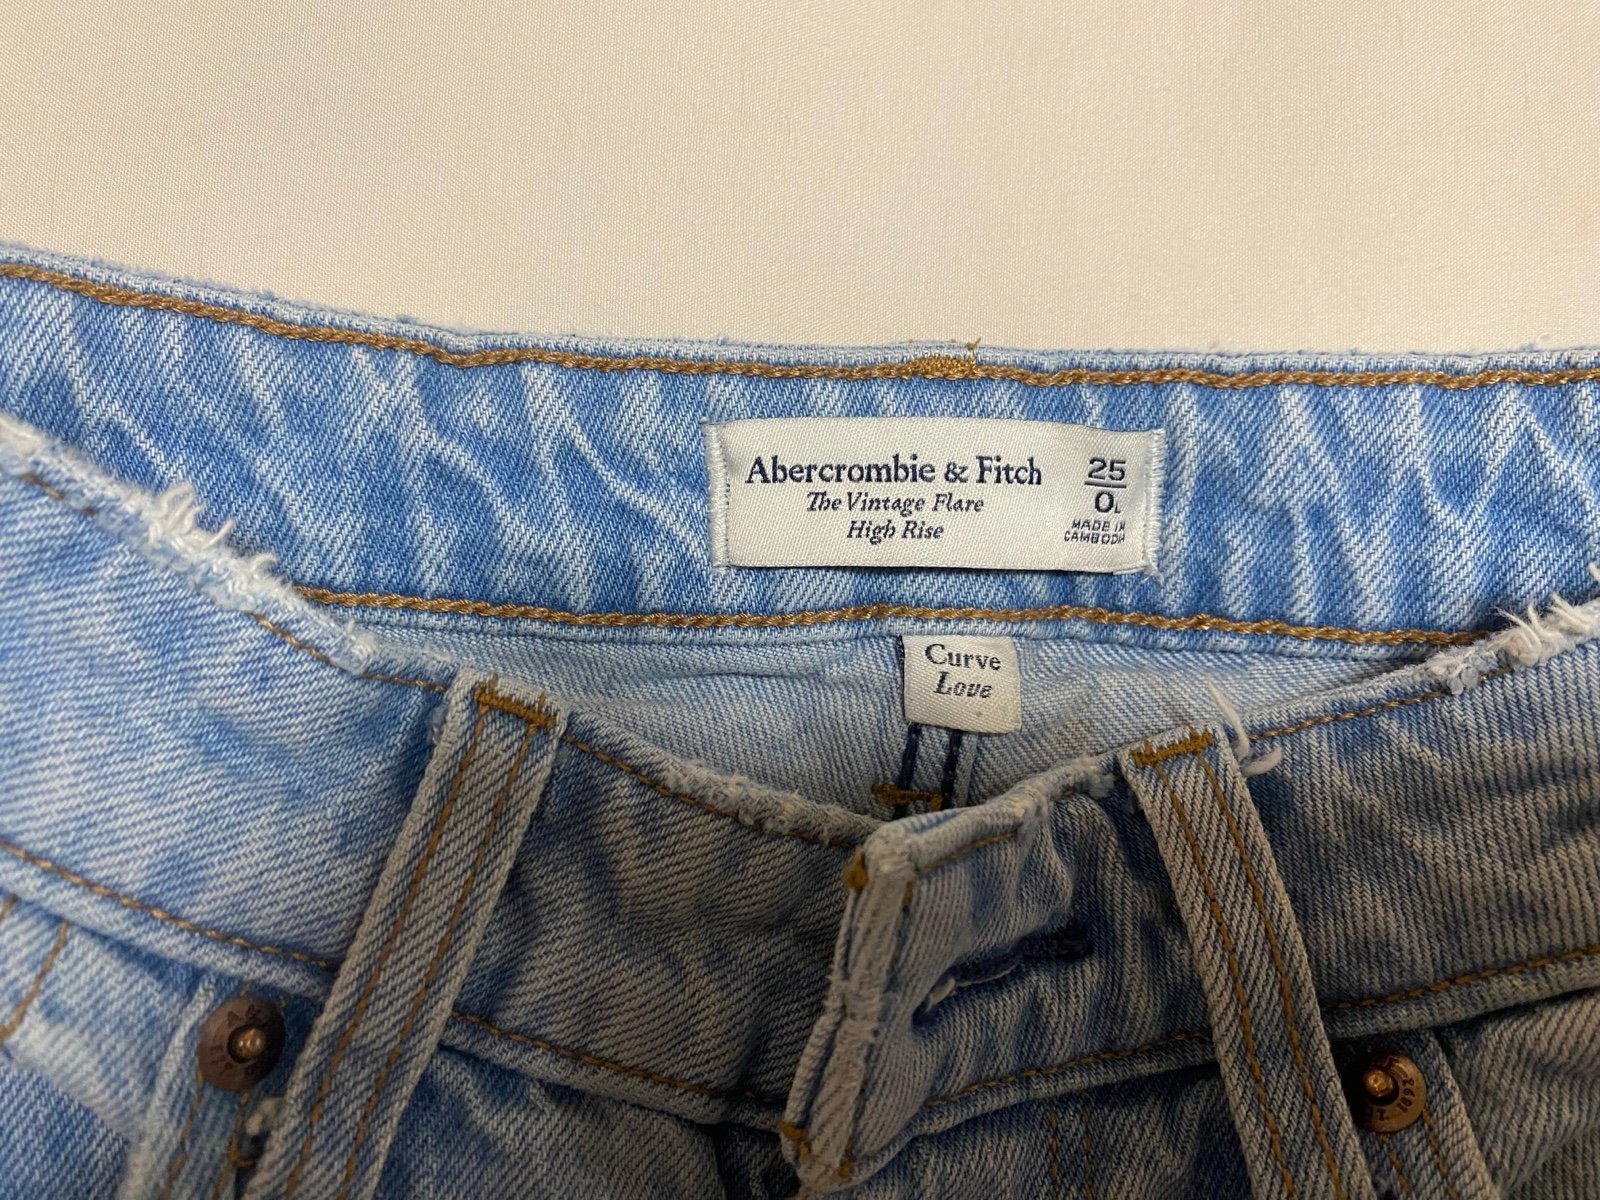 Abercrombie & Fitch
The Vintage Flare
High Rise
25
0L
MADE IN
CAMBODIA
Curve
Love